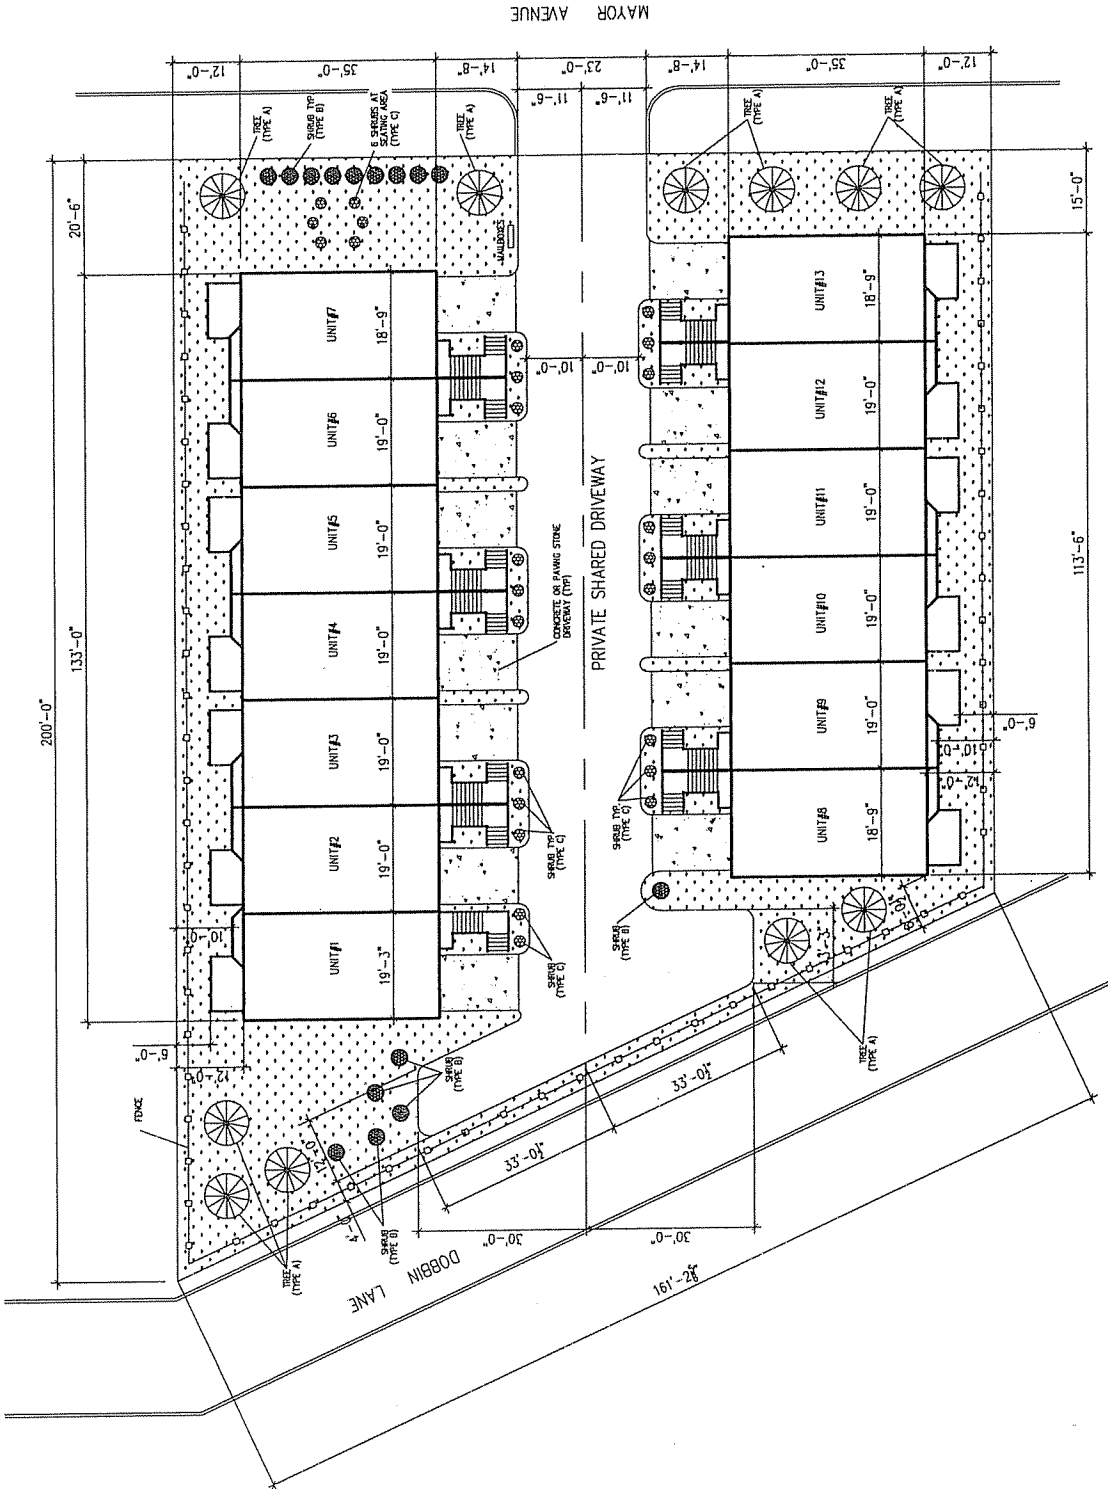 MAYOR AVENUE
12'-0"
35'-0"
14'-8"
23'-0"
14'-8"
35'-0"
12'-0"
11'-6"
11'-6"
TREE
(TYPE A)
SHRUB TYP.
(TYPE B)
6 SHRUBS AT
SEATING AREA
(TYPE C)
TREE
(TYPE A)
TREE
(TYPE A)
TREE
(TYPE A)
200'-0"
20'-6"
15'-0"
MAILBOXES
133'-0"
113'-6"
UNIT#7
18'-9"
UNIT#6
19'-0"
UNIT#5
19'-0"
UNIT#4
19'-0"
UNIT#3
19'-0"
UNIT#2
19'-0"
UNIT#1
19'-3"
10'-0"
10'-0"
PRIVATE SHARED DRIVEWAY
CONCRETE OR PAVING STONE
DRIVEWAY (TYP)
UNIT#13
18'-9"
UNIT#12
19'-0"
UNIT#11
19'-0"
UNIT#10
19'-0"
UNIT#9
19'-0"
UNIT#8
18'-9"
6'-0"
10'-0"
12'-0"
SHRUB TYP.
(TYPE C)
SHRUB TYP.
(TYPE C)
SHRUB
(TYPE C)
SHRUB
(TYPE B)
10'-0"
6'-0"
12'-0"
FENCE
SHRUB
(TYPE B)
SHRUB
(TYPE B)
TREE
(TYPE A)
TREE
(TYPE A)
12'-0
4'-0
33'-0¾"
33'-0¾"
30'-0"
30'-0"
DOBBIN LANE
161'-2⅝"